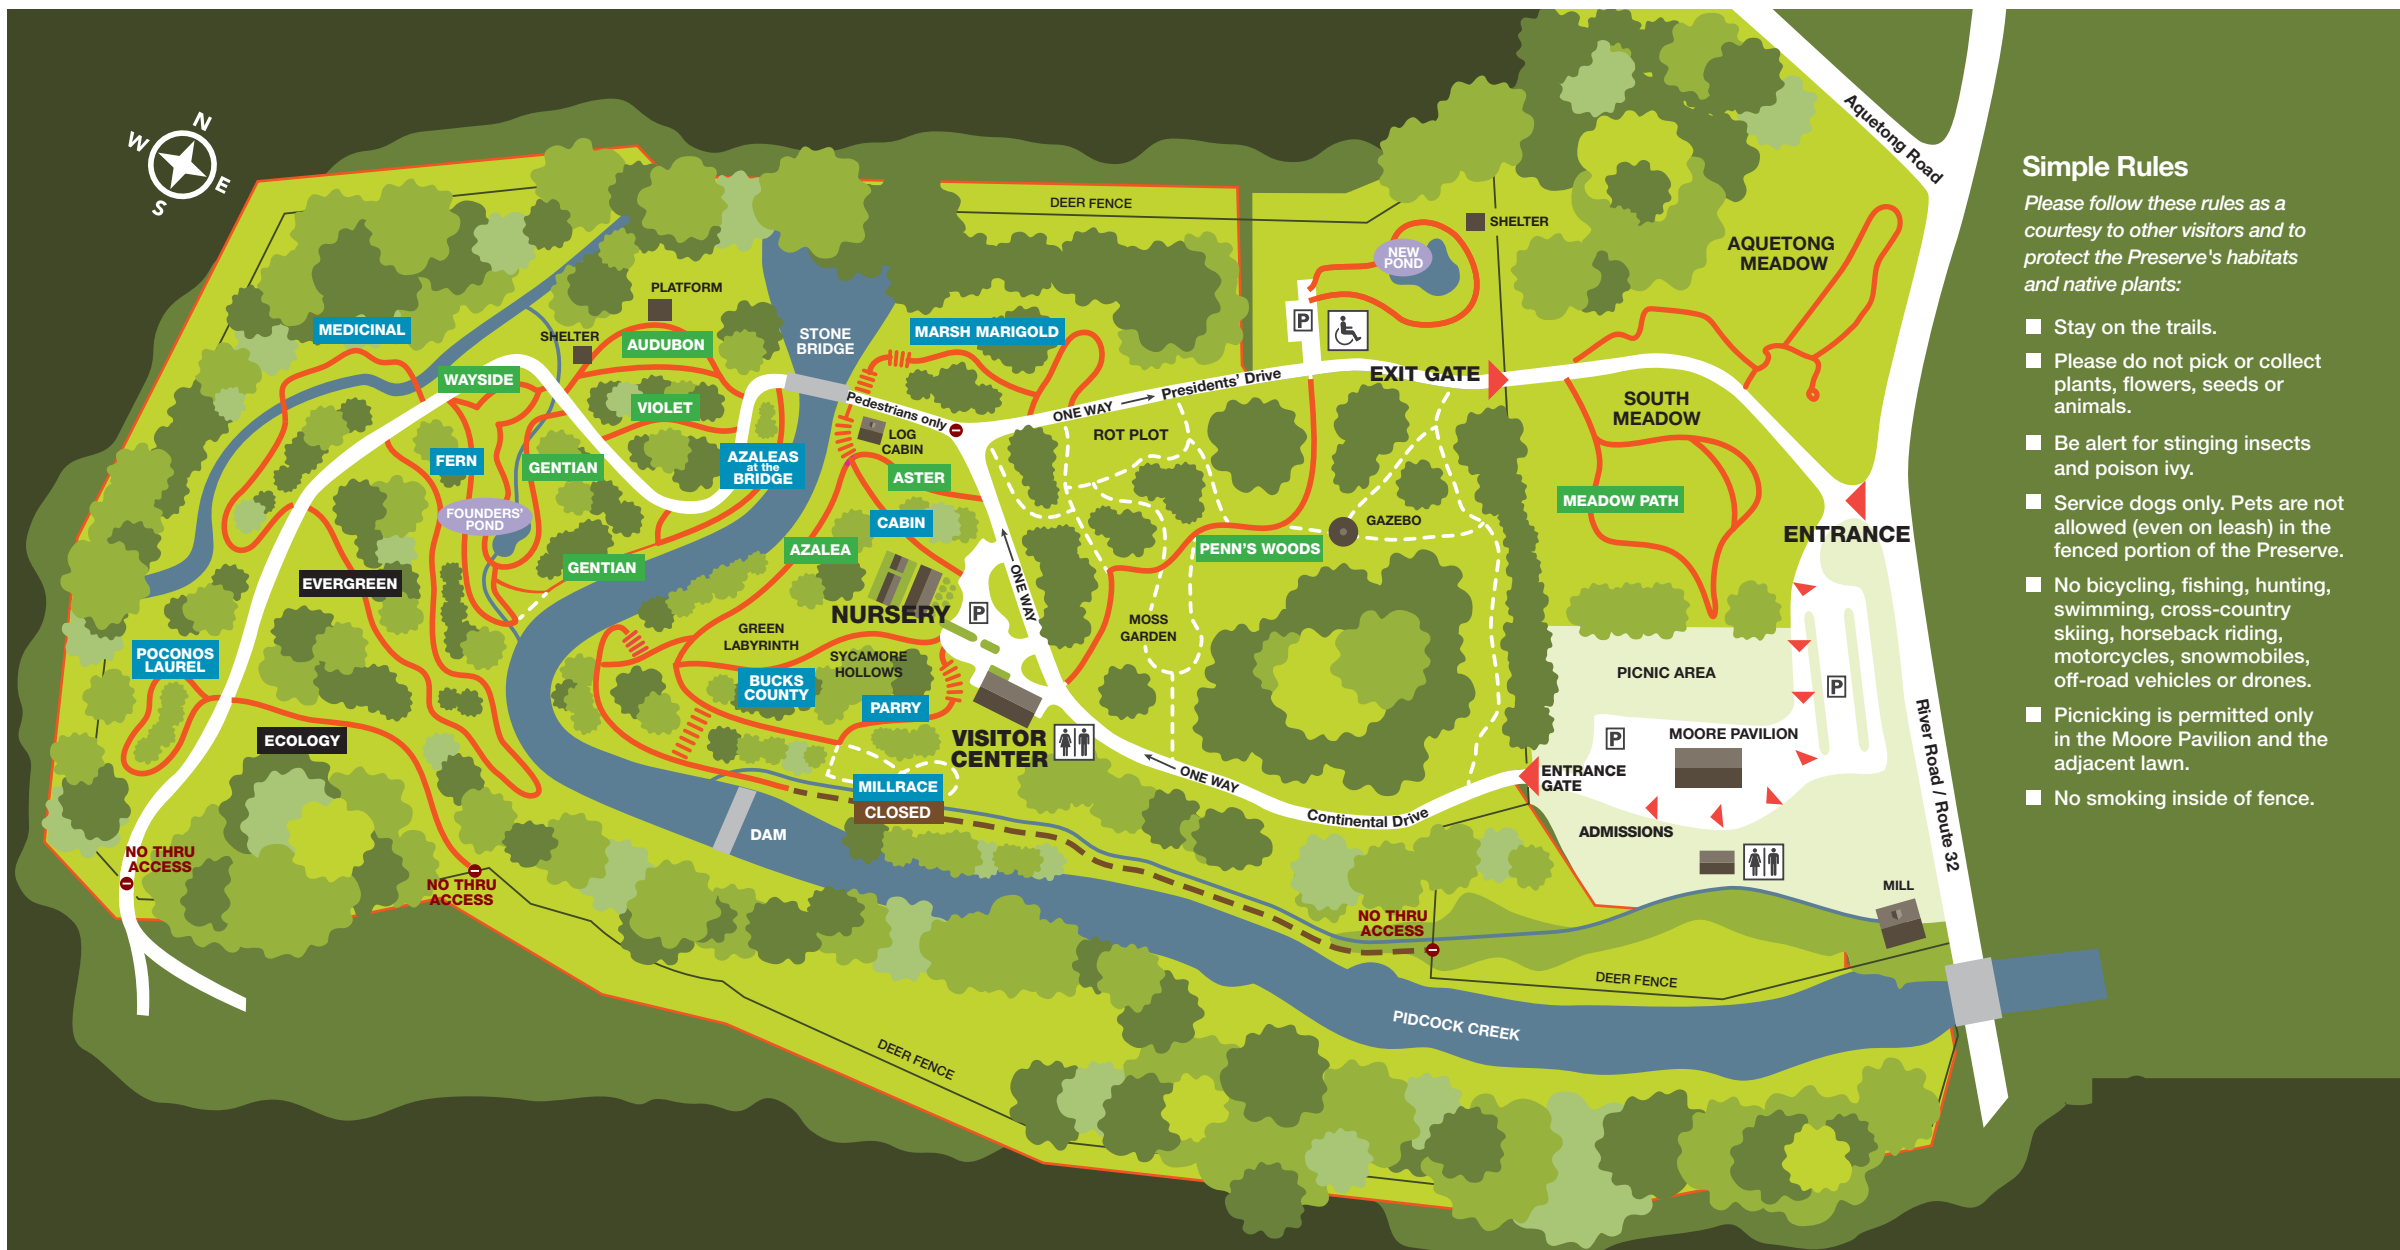 N
W
E
S
Aquetong Road
DEER FENCE
SHELTER
NEW
POND
AQUETONG
MEADOW
PLATFORM
MEDICINAL
SHELTER
AUDUBON
STONE
BRIDGE
MARSH MARIGOLD
P
WAYSIDE
VIOLET
Pedestrians only
ONE WAY
Presidents' Drive
EXIT GATE
SOUTH
MEADOW
LOG
CABIN
ROT PLOT
FERN
GENTIAN
AZALEAS
at the
BRIDGE
ASTER
MEADOW PATH
FOUNDERS'
POND
CABIN
GAZEBO
ENTRANCE
GENTIAN
AZALEA
PENN'S WOODS
EVERGREEN
ONE WAY
NURSERY
P
GREEN
LABYRINTH
MOSS
GARDEN
POCONOS
LAUREL
SYCAMORE
HOLLOWS
PICNIC AREA
BUCKS
COUNTY
P
PARRY
ECOLOGY
VISITOR
CENTER
P
MOORE PAVILION
River Road / Route 32
ENTRANCE
GATE
MILLRACE
CLOSED
ONE WAY
Continental Drive
DAM
ADMISSIONS
NO THRU
ACCESS
NO THRU
ACCESS
MILL
NO THRU
ACCESS
DEER FENCE
PIDCOCK CREEK
DEER FENCE
Simple Rules
Please follow these rules as a
courtesy to other visitors and to
protect the Preserve's habitats
and native plants:
Stay on the trails.
Please do not pick or collect
plants, flowers, seeds or
animals.
Be alert for stinging insects
and poison ivy.
Service dogs only. Pets are not
allowed (even on leash) in the
fenced portion of the Preserve.
No bicycling, fishing, hunting,
swimming, cross-country
skiing, horseback riding,
motorcycles, snowmobiles,
off-road vehicles or drones.
Picnicking is permitted only
in the Moore Pavilion and the
adjacent lawn.
No smoking inside of fence.